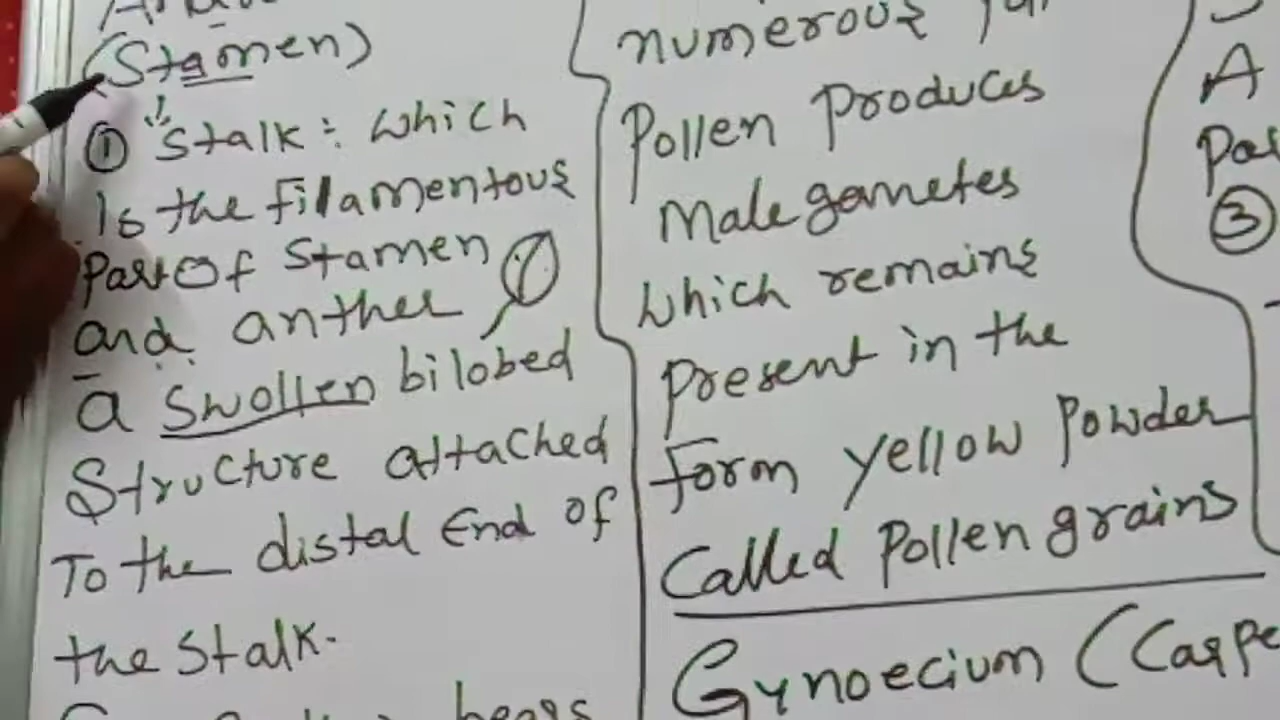 (Stamen)
① Stalk : which
is the filamentous
part of stamen
and anther
a Swollen bilobed
Structure attached
To the distal End of
the stalk.
bears
numerous
Pollen produces
Male gametes
which remains
present in the
form yellow powder
Called pollen grains
Gynoecium (Carpe
A
③